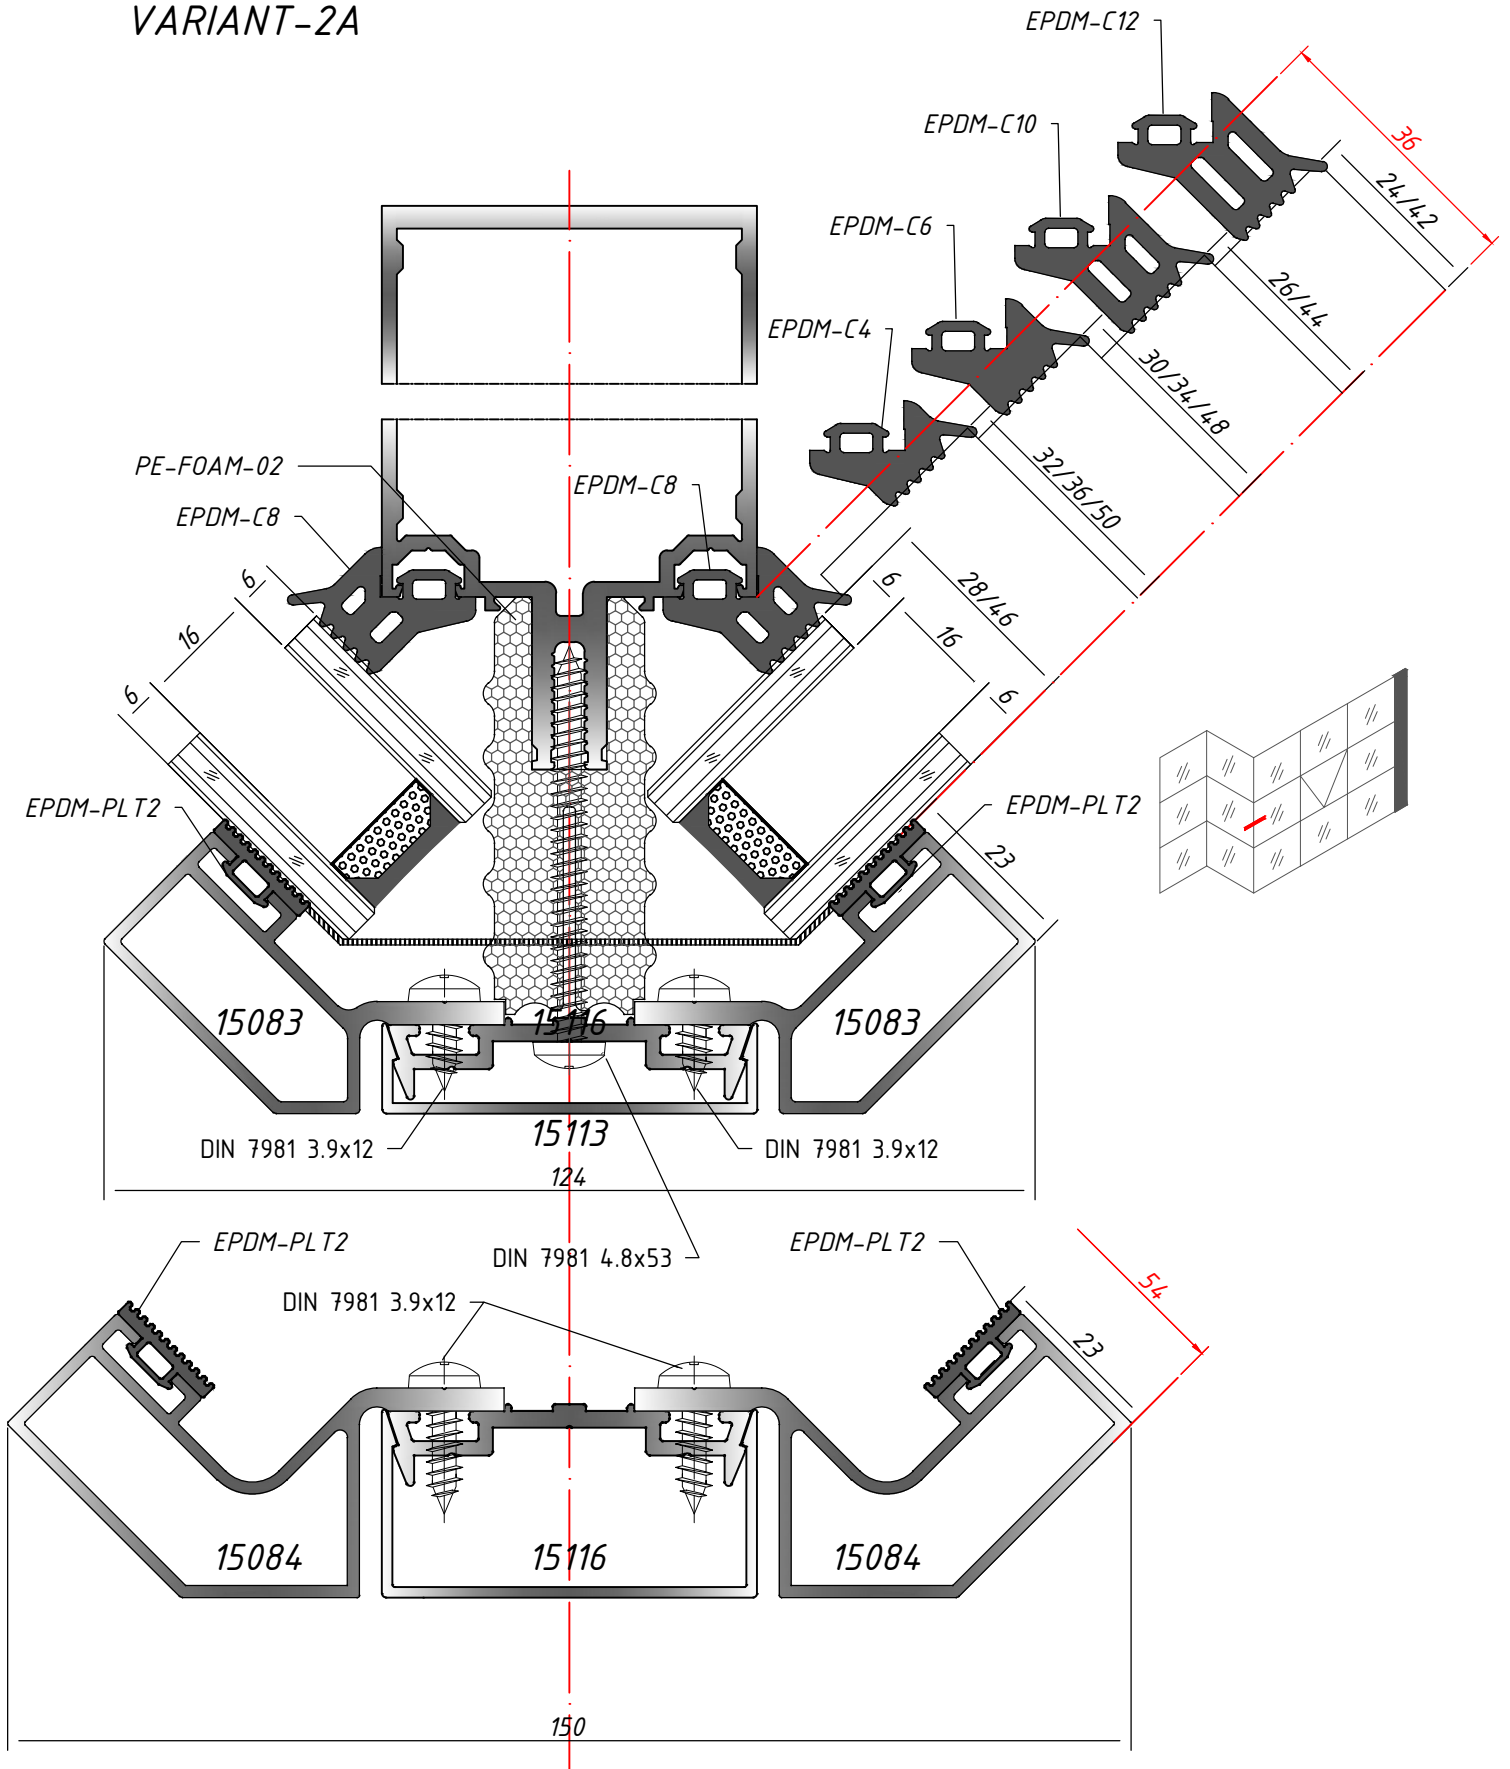 VARIANT-2A
EPDM-C12
36
24/42
EPDM-C10
26/44
EPDM-C6
30/34/48
EPDM-C4
32/36/50
PE-FOAM-02
EPDM-C8
EPDM-C8
28/46
6
16
6
6
16
6
EPDM-PLT2
EPDM-PLT2
23
15083
15116
15083
15113
DIN 7981 3.9x12
DIN 7981 3.9x12
124
DIN 7981 4.8x53
EPDM-PLT2
EPDM-PLT2
DIN 7981 3.9x12
54
23
15084
15116
15084
150